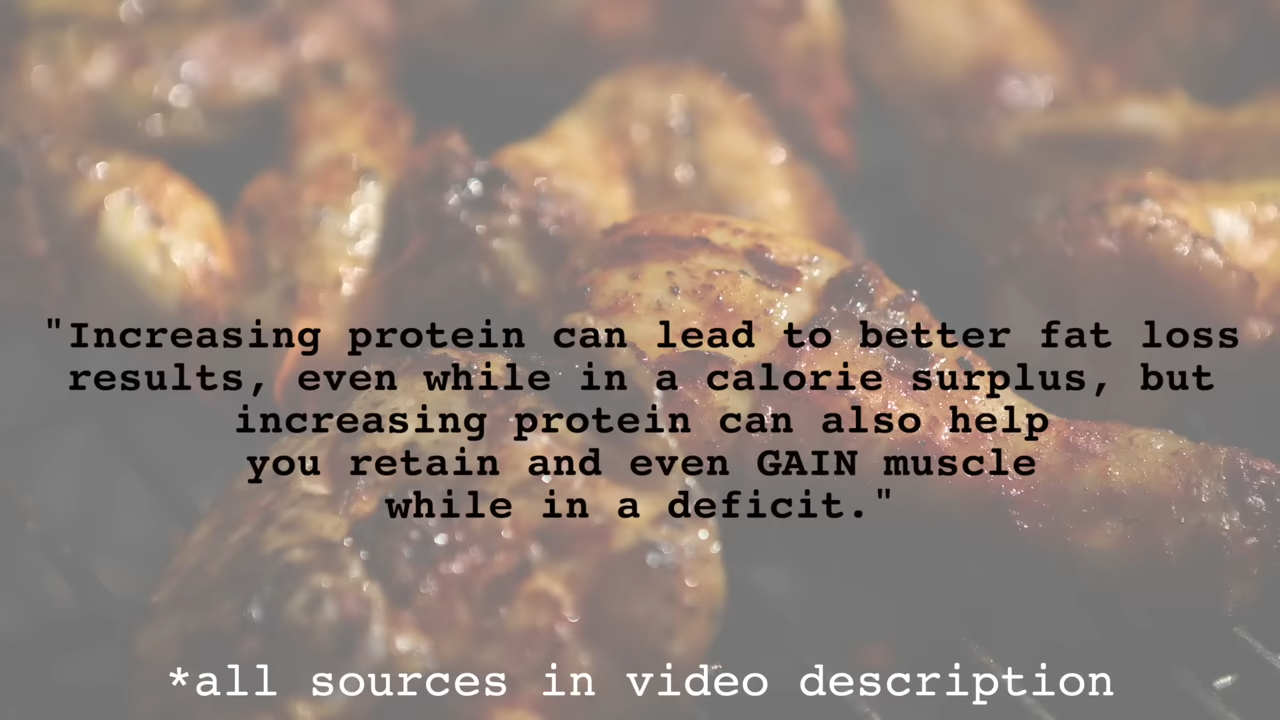 "Increasing protein can lead to better fat loss
results, even while in a calorie surplus, but
increasing protein can also help
you retain and even GAIN muscle
while in a deficit."
*all sources in video description